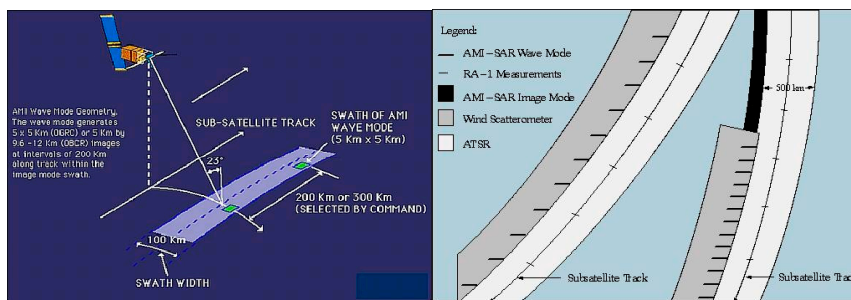 AMI Wave Mode Geometry.
The wave mode generates
5 x 5 Km (OGRC) or 5 Km by
9.6 -12 Km (OBCR) images
at intervals of 200 Km
along track within the
image mode swath.
SUB-SATELLITE TRACK
SWATH OF AMI
WAVE MODE
(5 Km x 5 Km)
23°
200 Km or 300 Km
(SELECTED BY COMMAND)
100 Km
SWATH WIDTH
Legend:
AMI-SAR Wave Mode
RA-1 Measurements
AMI-SAR Image Mode
Wind Scatterometer
ATSR
500 km
Subsatellite Track
Subsatellite Trac